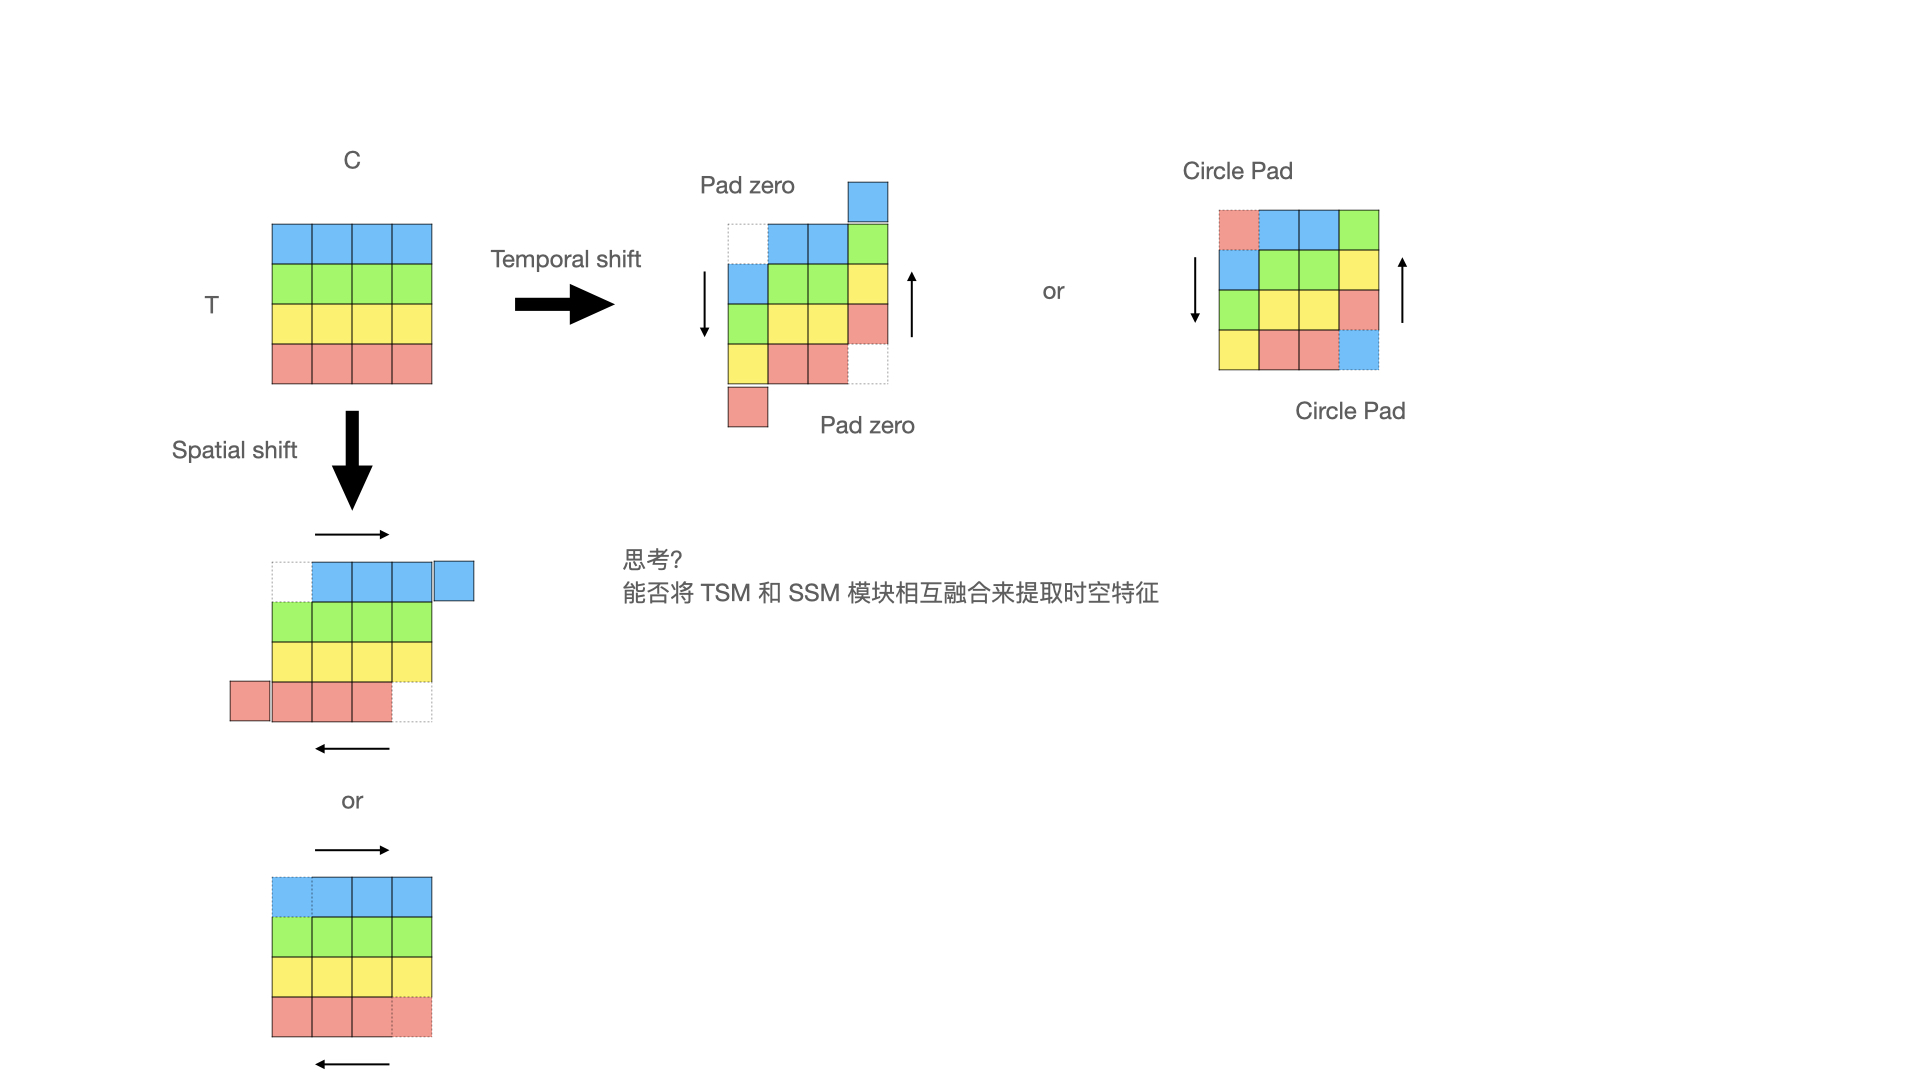 C
T
Temporal shift
Pad zero
Pad zero
or
Circle Pad
Circle Pad
Spatial shift
or
思考?
能否将 TSM 和 SSM 模块相互融合来提取时空特征